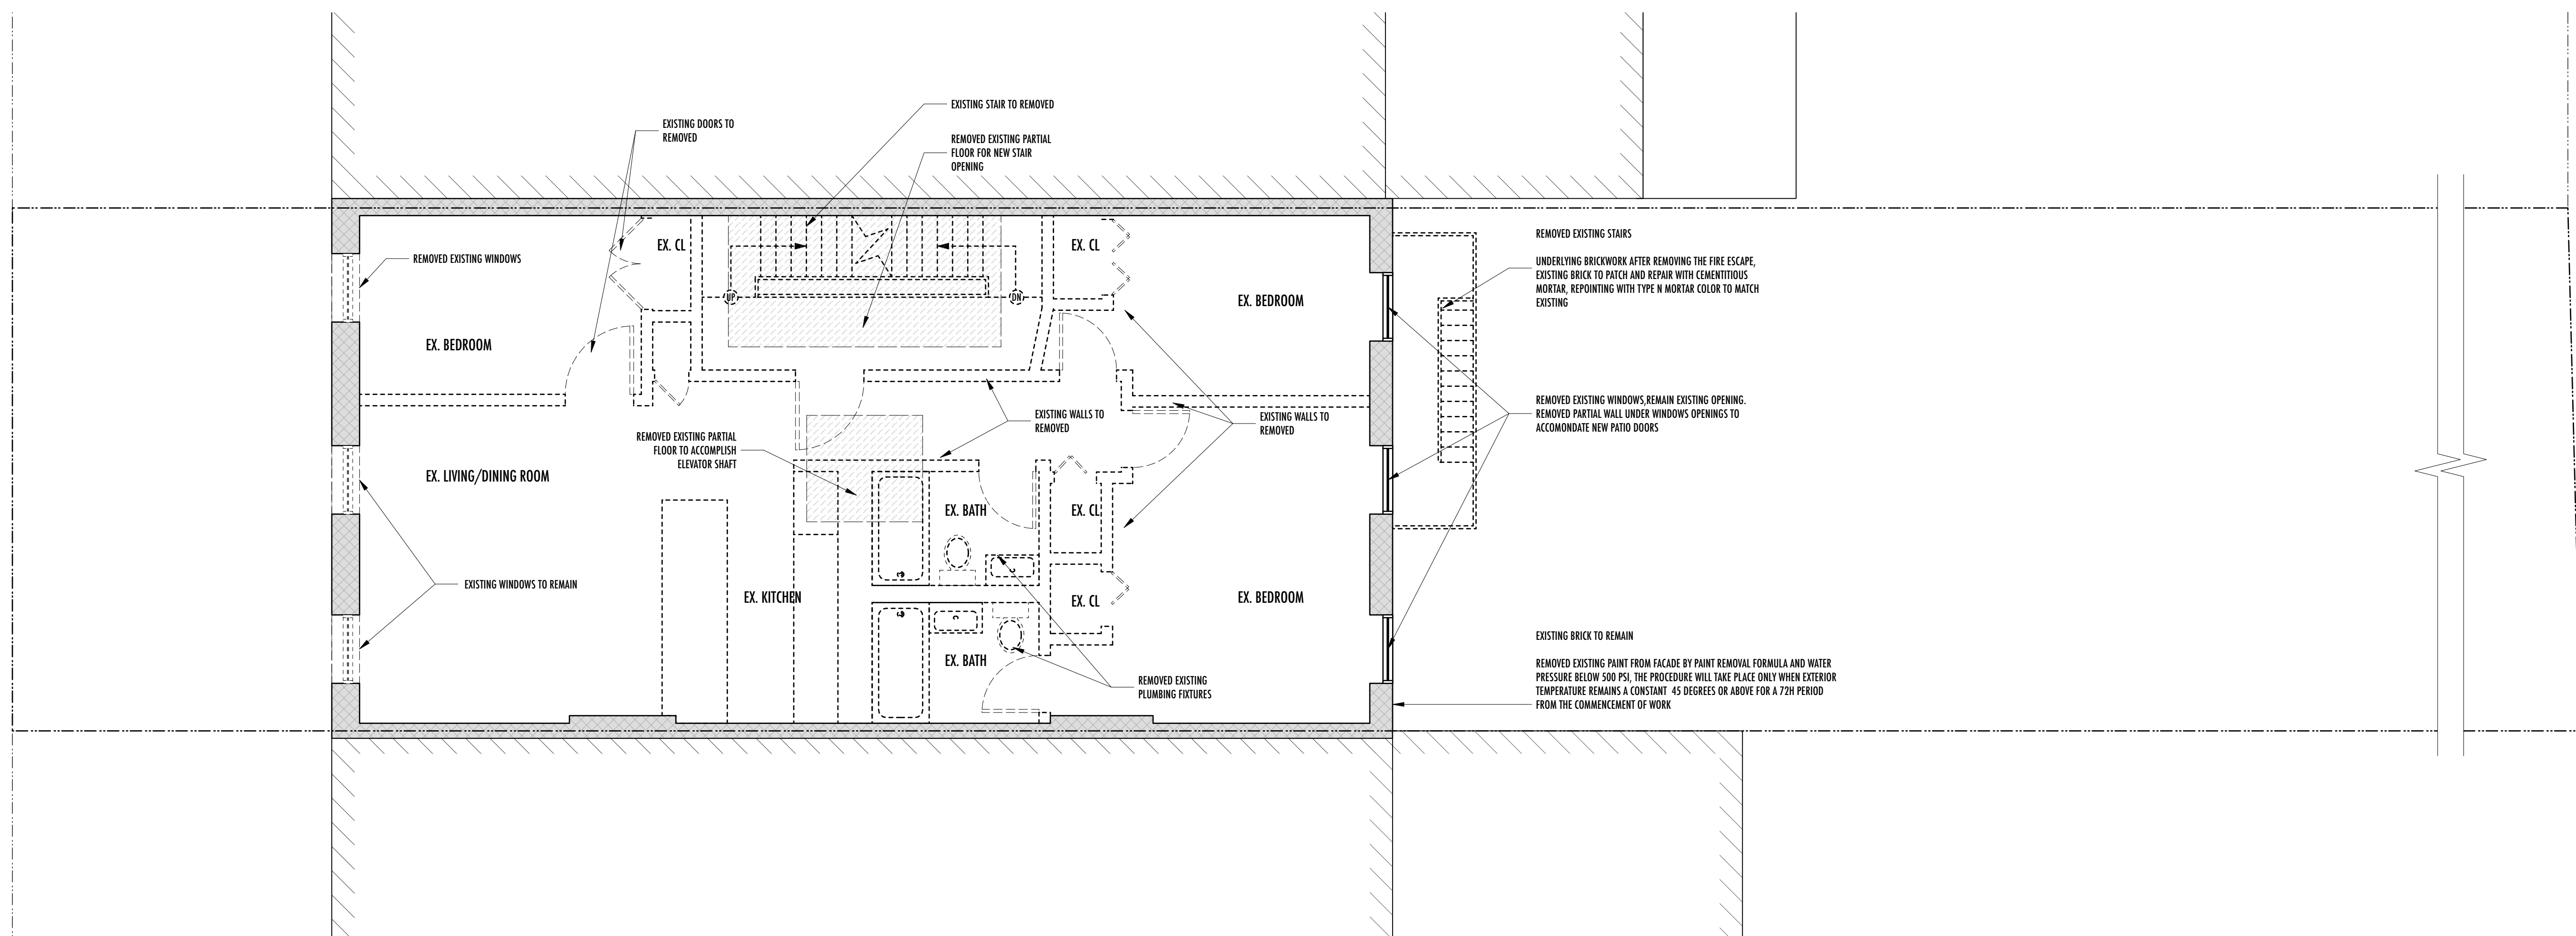 EXISTING STAIR TO REMOVED
EXISTING DOORS TO
REMOVED
REMOVED EXISTING PARTIAL
FLOOR FOR NEW STAIR
OPENING
REMOVED EXISTING WINDOWS
EX. CL
EX. CL
UP
DN
EX. BEDROOM
EX. BEDROOM
REMOVED EXISTING STAIRS
UNDERLYING BRICKWORK AFTER REMOVING THE FIRE ESCAPE,
EXISTING BRICK TO PATCH AND REPAIR WITH CEMENTITIOUS
MORTAR, REPOINTING WITH TYPE N MORTAR COLOR TO MATCH
EXISTING
REMOVED EXISTING WINDOWS,REMAIN EXISTING OPENING.
REMOVED PARTIAL WALL UNDER WINDOWS OPENINGS TO
ACCOMONDATE NEW PATIO DOORS
EXISTING WALLS TO
REMOVED
EXISTING WALLS TO
REMOVED
REMOVED EXISTING PARTIAL
FLOOR TO ACCOMPLISH
ELEVATOR SHAFT
EX. LIVING/DINING ROOM
EX. BATH
EX. CL
EXISTING WINDOWS TO REMAIN
EX. KITCHEN
EX. CL
EX. BEDROOM
EX. BATH
REMOVED EXISTING
PLUMBING FIXTURES
EXISTING BRICK TO REMAIN
REMOVED EXISTING PAINT FROM FACADE BY PAINT REMOVAL FORMULA AND WATER
PRESSURE BELOW 500 PSI, THE PROCEDURE WILL TAKE PLACE ONLY WHEN EXTERIOR
TEMPERATURE REMAINS A CONSTANT 45 DEGREES OR ABOVE FOR A 72H PERIOD
FROM THE COMMENCEMENT OF WORK